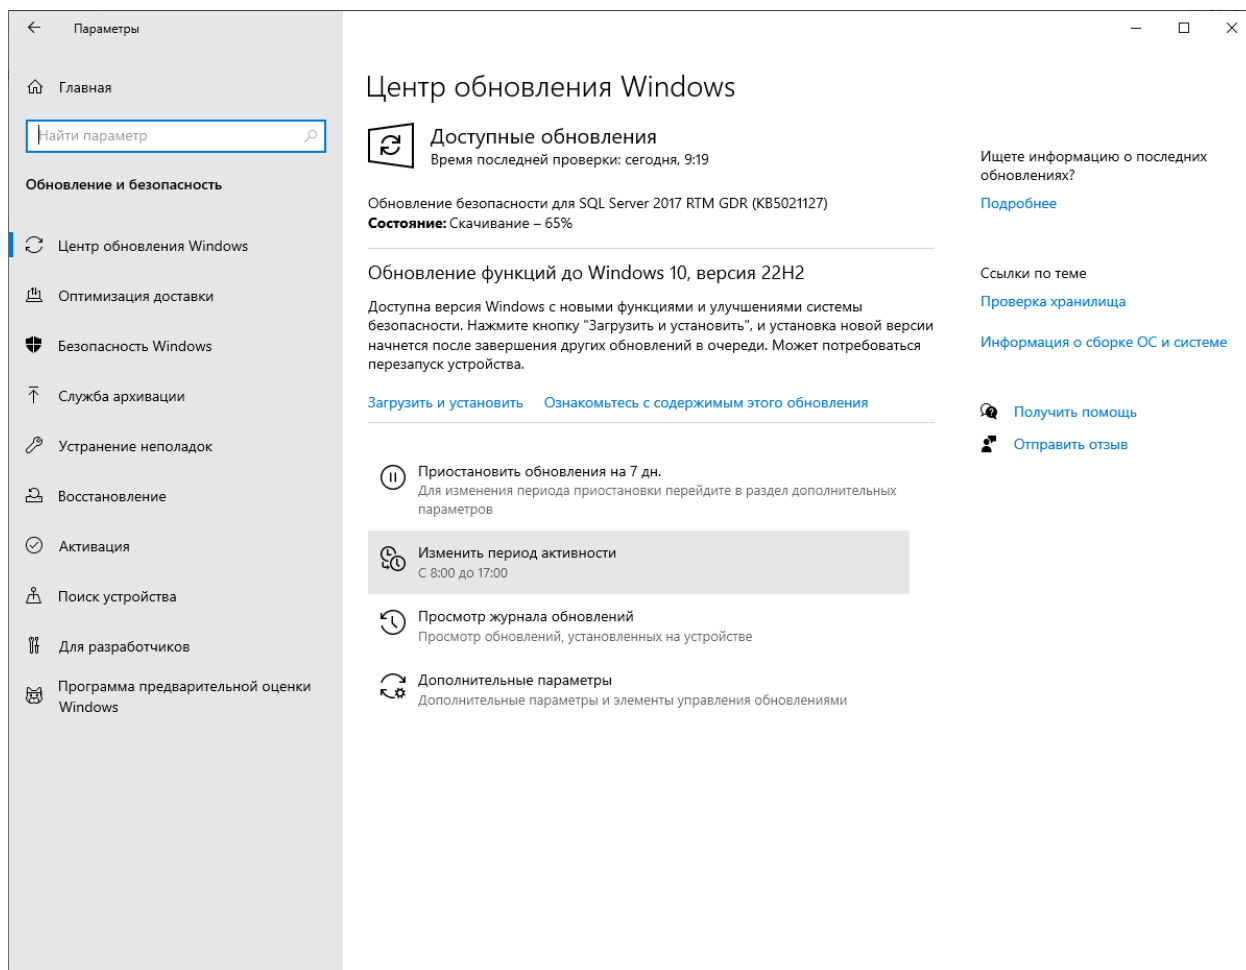 Параметры
Главная
Найти параметр
Обновление и безопасность
Центр обновления Windows
Оптимизация доставки
Безопасность Windows
Служба архивации
Устранение неполадок
Восстановление
Активация
Поиск устройства
Для разработчиков
Программа предварительной оценки
Windows
Центр обновления Windows
Доступные обновления
Время последней проверки: сегодня, 9:19
Обновление безопасности для SQL Server 2017 RTM GDR (KB5021127)
Состояние: Скачивание – 65%
Обновление функций до Windows 10, версия 22H2
Доступна версия Windows с новыми функциями и улучшениями системы
безопасности. Нажмите кнопку "Загрузить и установить", и установка новой версии
начнется после завершения других обновлений в очереди. Может потребоваться
перезапуск устройства.
Загрузить и установить Ознакомьтесь с содержимым этого обновления
Приостановить обновления на 7 дн.
Для изменения периода приостановки перейдите в раздел дополнительных
параметров
Изменить период активности
С 8:00 до 17:00
Просмотр журнала обновлений
Просмотр обновлений, установленных на устройстве
Дополнительные параметры
Дополнительные параметры и элементы управления обновлениями
Ищете информацию о последних
обновлениях?
Подробнее
Ссылки по теме
Проверка хранилища
Информация о сборке ОС и системе
Получить помощь
Отправить отзыв